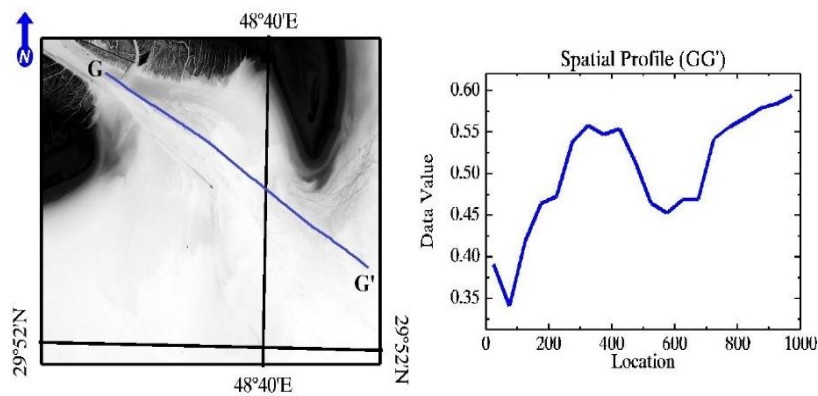 N
48°40'E
G
G'
29°52'N
29°52'N
48°40'E
Spatial Profile (GG')
Data Value
0.60
0.55
0.50
0.45
0.40
0.35
0 200 400 600 800 1000
Location